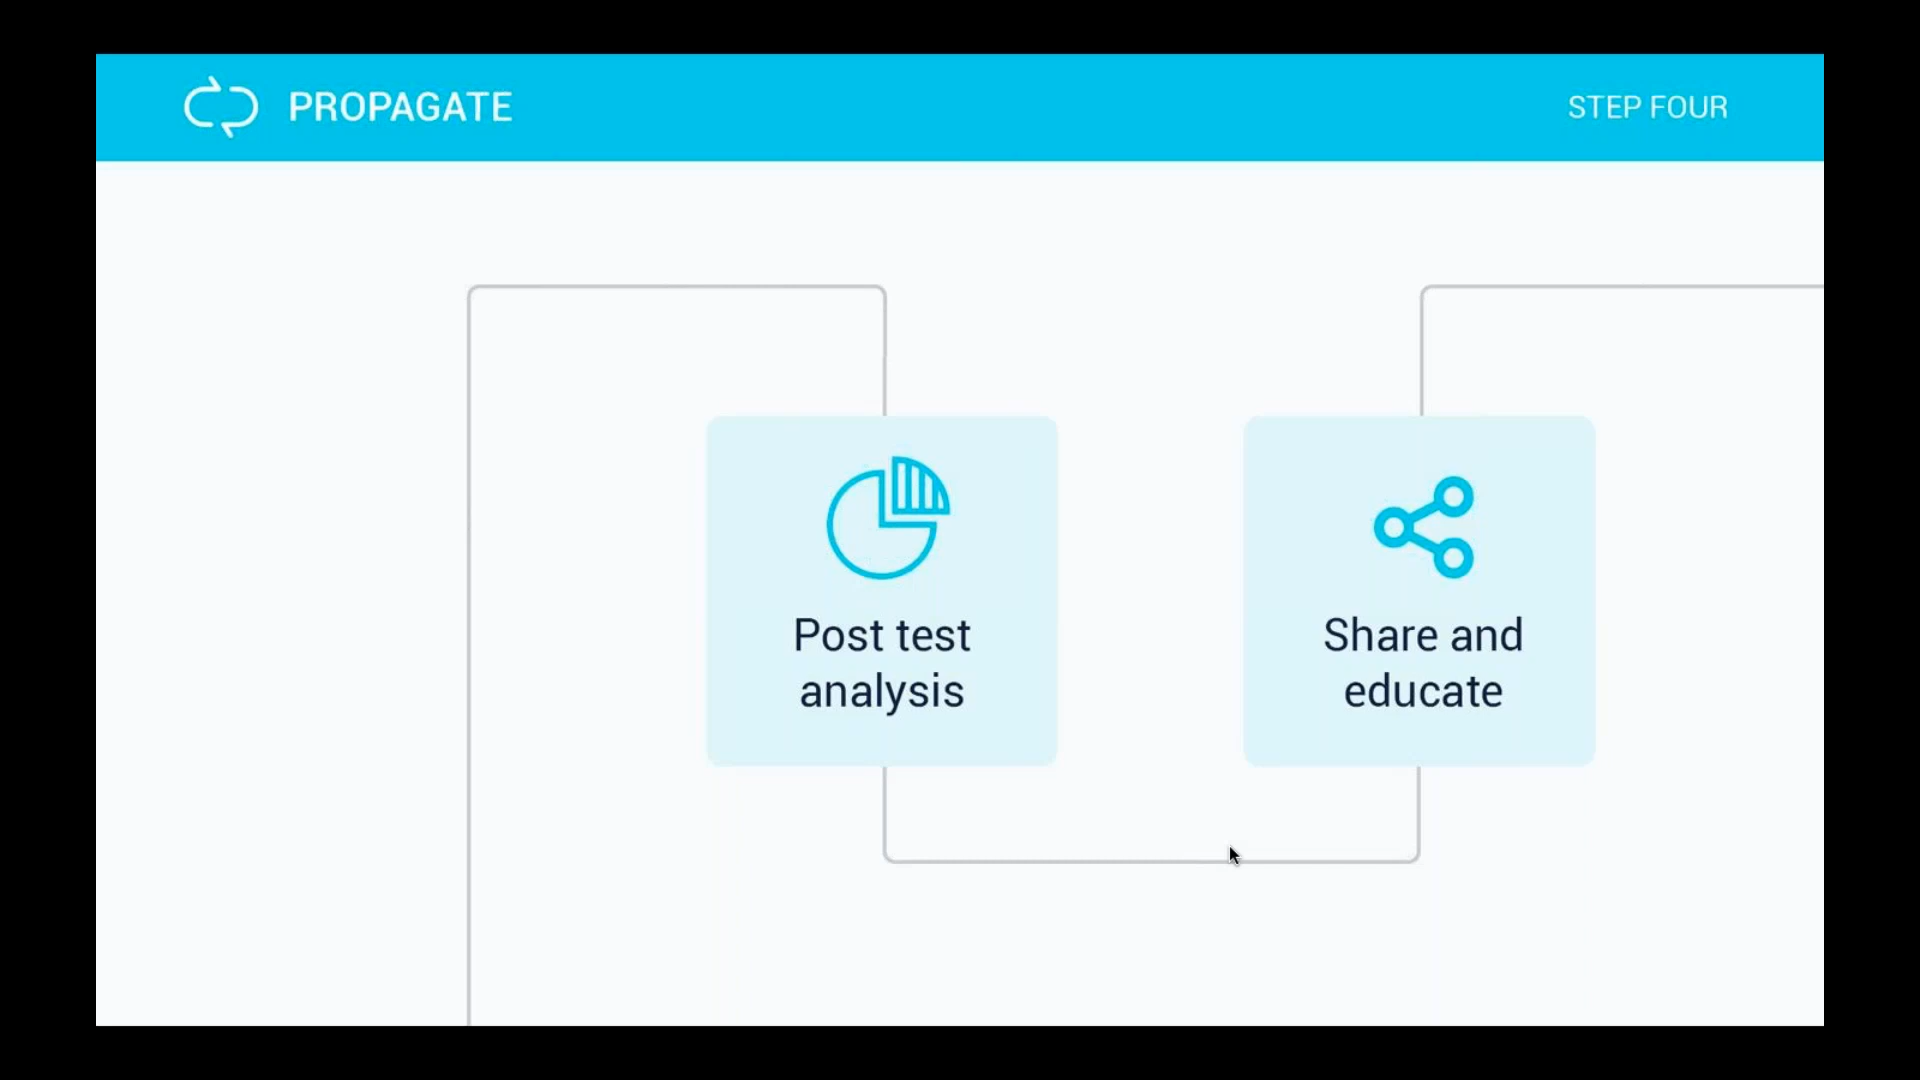 PROPAGATE
STEP FOUR
Post test
analysis
Share and
educate